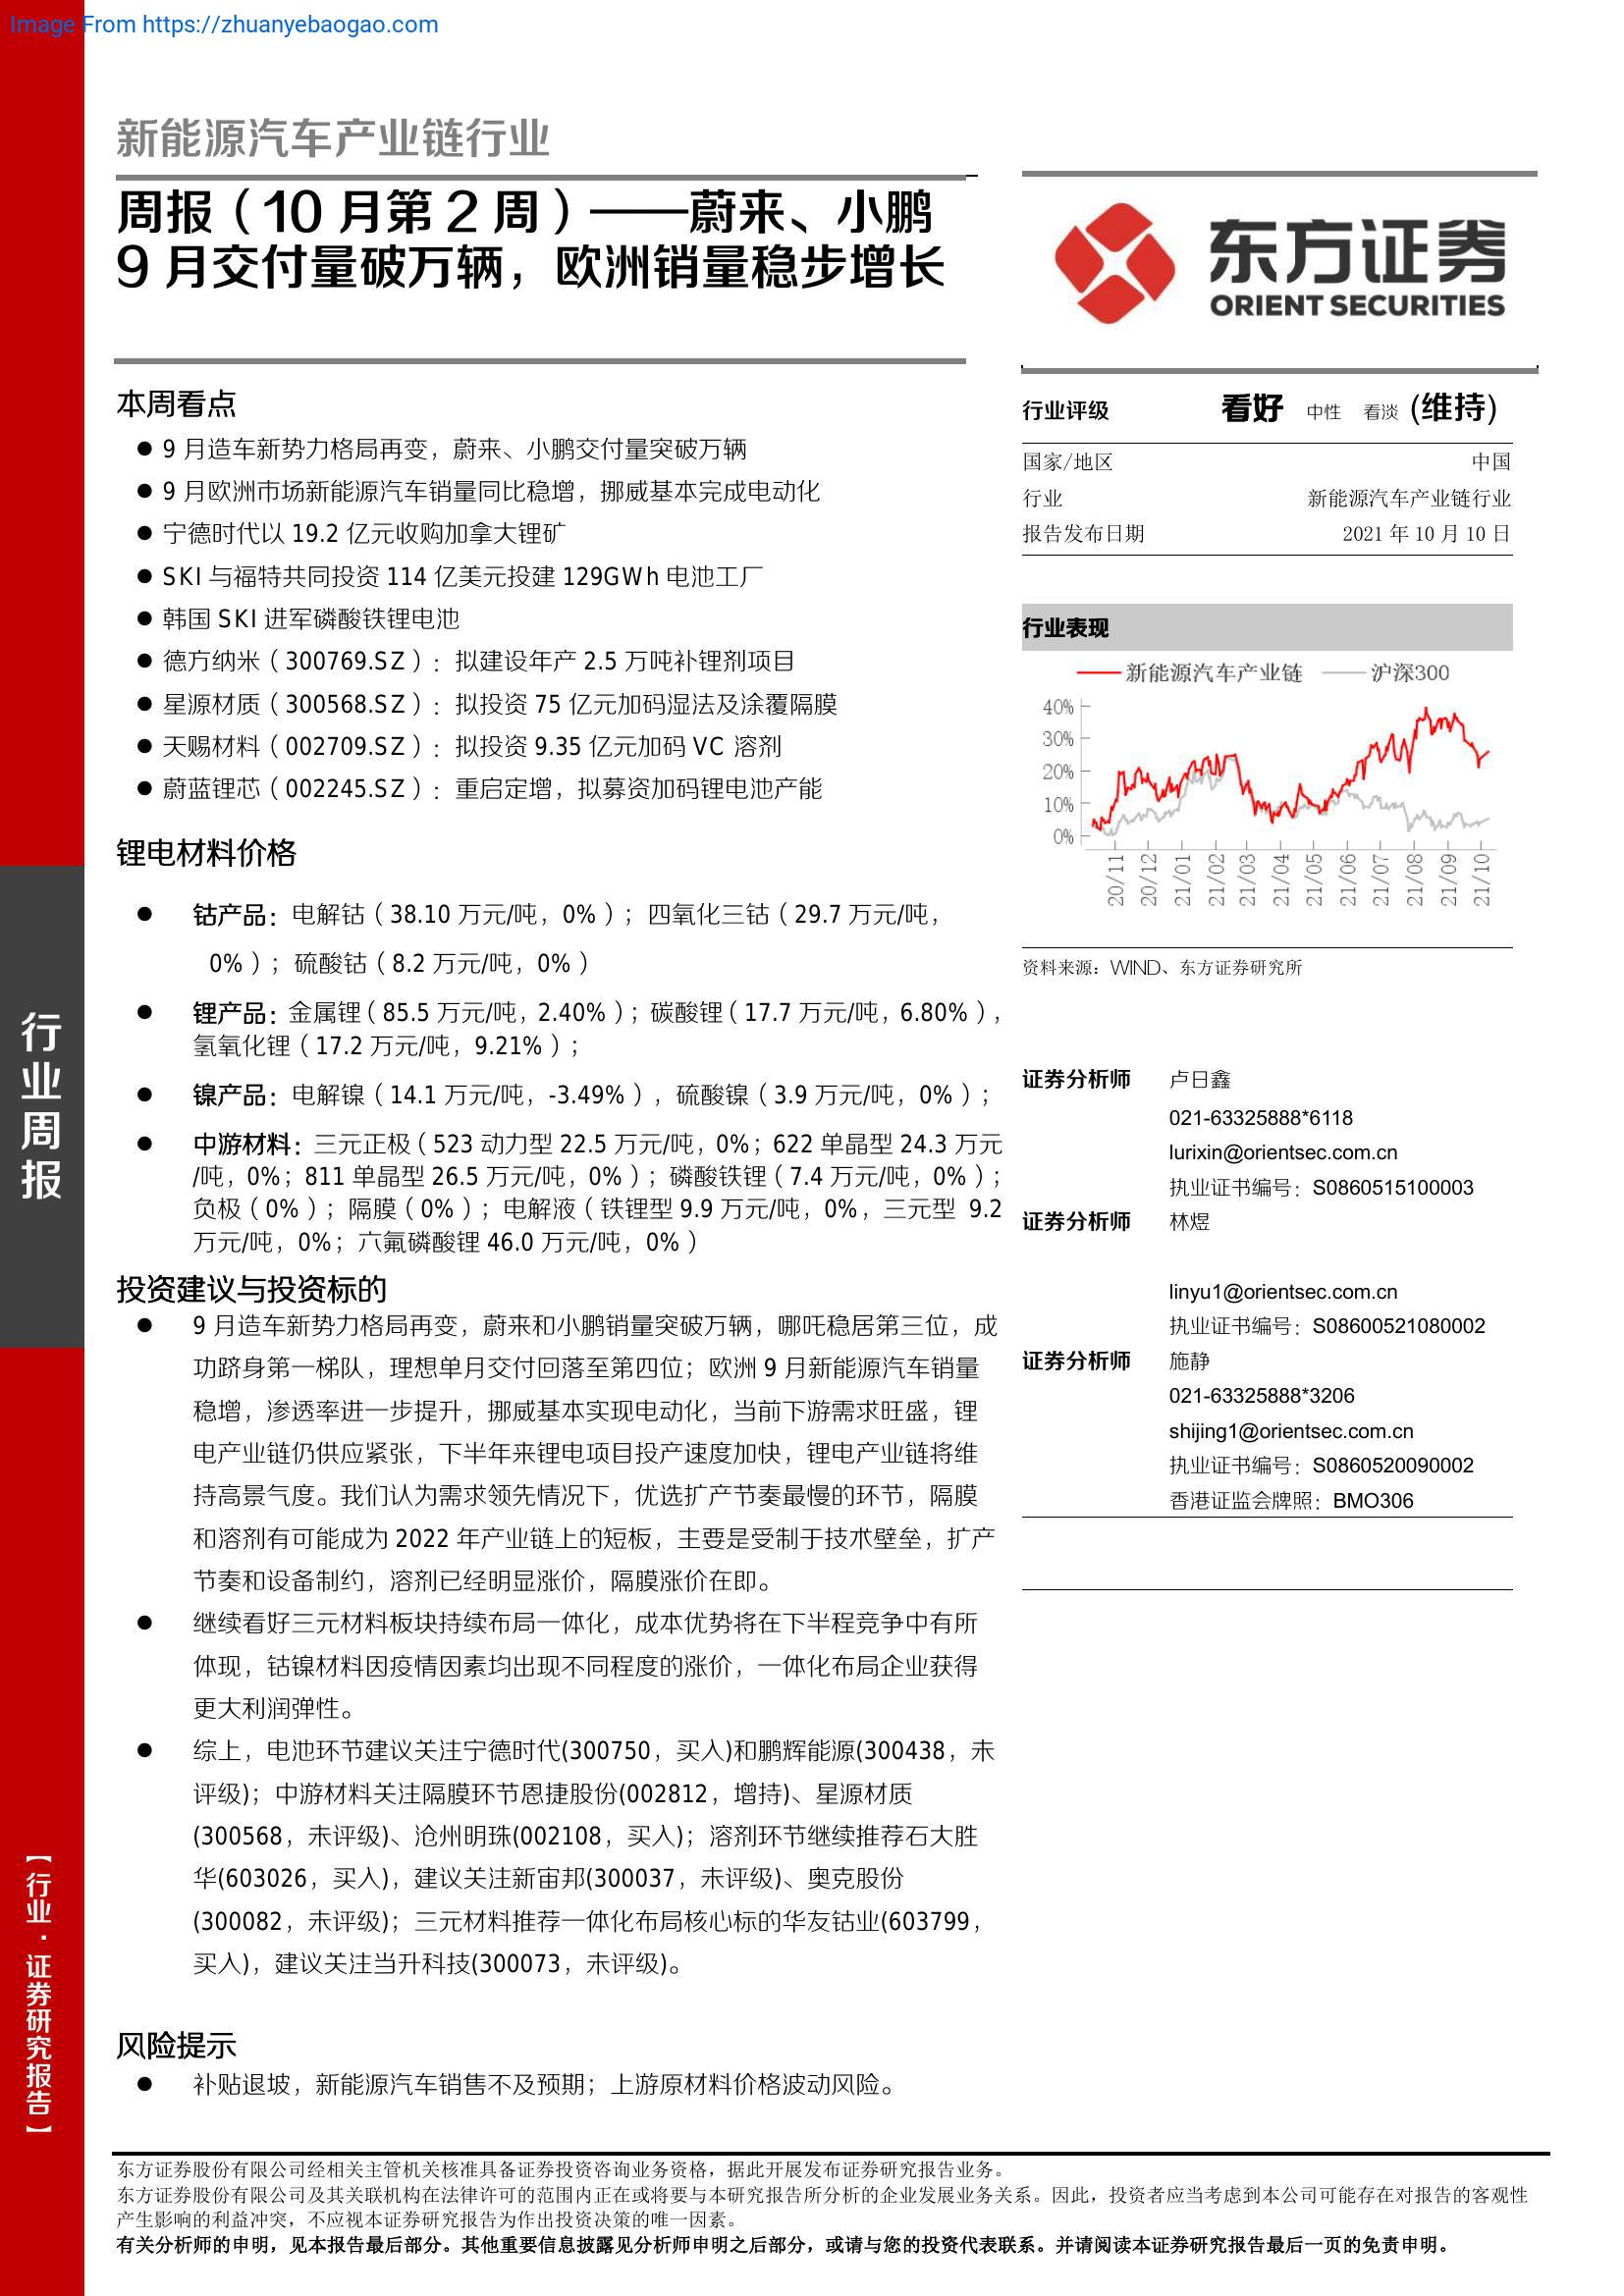 Image From https://zhuanyebaogao.com
新能源汽车产业链行业
周报（10 月第 2 周）——蔚来、小鹏
9 月交付量破万辆，欧洲销量稳步增长
本周看点
● 9 月造车新势力格局再变，蔚来、小鹏交付量突破万辆
● 9 月欧洲市场新能源汽车销量同比稳增，挪威基本完成电动化
● 宁德时代以 19.2 亿元收购加拿大锂矿
● SKI 与福特共同投资 114 亿美元投建 129GWh 电池工厂
● 韩国 SKI 进军磷酸铁锂电池
● 德方纳米（300769.SZ）：拟建设年产 2.5 万吨补锂剂项目
● 星源材质（300568.SZ）：拟投资 75 亿元加码湿法及涂覆隔膜
● 天赐材料（002709.SZ）：拟投资 9.35 亿元加码 VC 溶剂
● 蔚蓝锂芯（002245.SZ）：重启定增，拟募资加码锂电池产能
锂电材料价格
● 钴产品：电解钴（38.10 万元/吨，0%）；四氧化三钴（29.7 万元/吨，
0%）；硫酸钴（8.2 万元/吨，0%）
● 锂产品：金属锂（85.5 万元/吨，2.40%）；碳酸锂（17.7 万元/吨，6.80%），
氢氧化锂（17.2 万元/吨，9.21%）；
● 镍产品：电解镍（14.1 万元/吨，-3.49%），硫酸镍（3.9 万元/吨，0%）；
● 中游材料：三元正极（523 动力型 22.5 万元/吨，0%；622 单晶型 24.3 万元
/吨，0%；811 单晶型 26.5 万元/吨，0%）；磷酸铁锂（7.4 万元/吨，0%）；
负极（0%）；隔膜（0%）；电解液（铁锂型 9.9 万元/吨，0%，三元型 9.2
万元/吨，0%；六氟磷酸锂 46.0 万元/吨，0%）
投资建议与投资标的
● 9 月造车新势力格局再变，蔚来和小鹏销量突破万辆，哪吒稳居第三位，成
功跻身第一梯队，理想单月交付回落至第四位；欧洲 9 月新能源汽车销量
稳增，渗透率进一步提升，挪威基本实现电动化，当前下游需求旺盛，锂
电产业链仍供应紧张，下半年来锂电项目投产速度加快，锂电产业链将维
持高景气度。我们认为需求领先情况下，优选扩产节奏最慢的环节，隔膜
和溶剂有可能成为 2022 年产业链上的短板，主要是受制于技术壁垒，扩产
节奏和设备制约，溶剂已经明显涨价，隔膜涨价在即。
● 继续看好三元材料板块持续布局一体化，成本优势将在下半程竞争中有所
体现，钴镍材料因疫情因素均出现不同程度的涨价，一体化布局企业获得
更大利润弹性。
● 综上，电池环节建议关注宁德时代(300750，买入)和鹏辉能源(300438，未
评级)；中游材料关注隔膜环节恩捷股份(002812，增持)、星源材质
(300568，未评级)、沧州明珠(002108，买入)；溶剂环节继续推荐石大胜
华(603026，买入)，建议关注新宙邦(300037，未评级)、奥克股份
(300082，未评级)；三元材料推荐一体化布局核心标的华友钴业(603799，
买入)，建议关注当升科技(300073，未评级)。
风险提示
● 补贴退坡，新能源汽车销售不及预期；上游原材料价格波动风险。
东方证券
ORIENT SECURITIES
行业评级 看好 中性 看淡 (维持)
国家/地区 中国
行业 新能源汽车产业链行业
报告发布日期 2021 年 10 月 10 日
行业表现
新能源汽车产业链 沪深300
40%
30%
20%
10%
0%
20/11 20/12 21/01 21/02 21/03 21/04 21/05 21/06 21/07 21/08 21/09 21/10
资料来源：WIND、东方证券研究所
证券分析师 卢日鑫
021-63325888*6118
lurixin@orientsec.com.cn
执业证书编号：S0860515100003
证券分析师 林煜
linyu1@orientsec.com.cn
执业证书编号：S08600521080002
证券分析师 施静
021-63325888*3206
shijing1@orientsec.com.cn
执业证书编号：S0860520090002
香港证监会牌照：BMO306
行业周报
【行业·证券研究报告】
东方证券股份有限公司经相关主管机关核准具备证券投资咨询业务资格，据此开展发布证券研究报告业务。
东方证券股份有限公司及其关联机构在法律许可的范围内正在或将要与本研究报告所分析的企业发展业务关系。因此，投资者应当考虑到本公司可能存在对报告的客观性
产生影响的利益冲突，不应视本证券研究报告为作出投资决策的唯一因素。
有关分析师的申明，见本报告最后部分。其他重要信息披露见分析师申明之后部分，或请与您的投资代表联系。并请阅读本证券研究报告最后一页的免责申明。